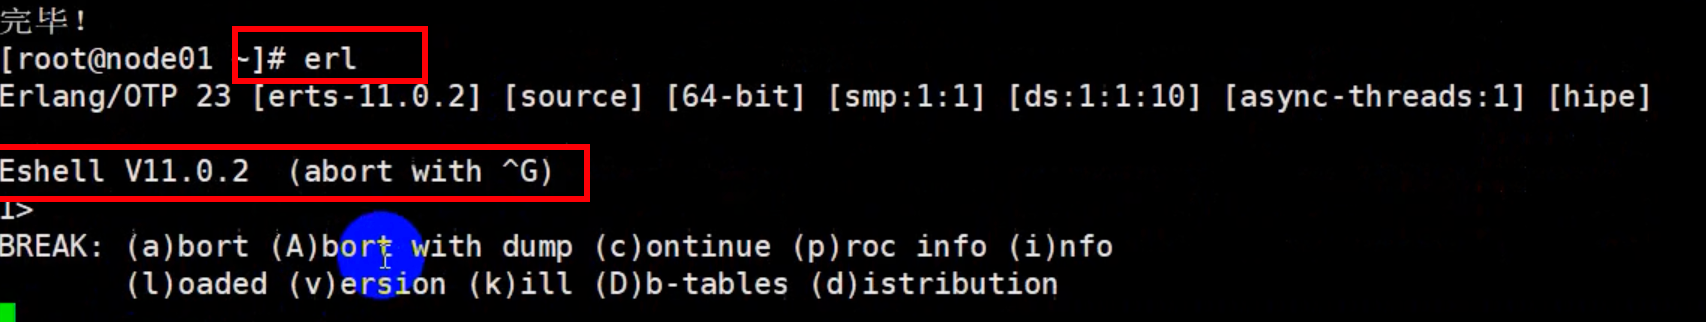 完毕!
[root@node01 ~]# erl
Erlang/OTP 23 [erts-11.0.2] [source] [64-bit] [smp:1:1] [ds:1:1:10] [async-threads:1] [hipe]
Eshell V11.0.2  (abort with ^G)
1>
BREAK: (a)bort (A)bort with dump (c)ontinue (p)roc info (i)nfo
       (l)oaded (v)ersion (k)ill (D)b-tables (d)istribution